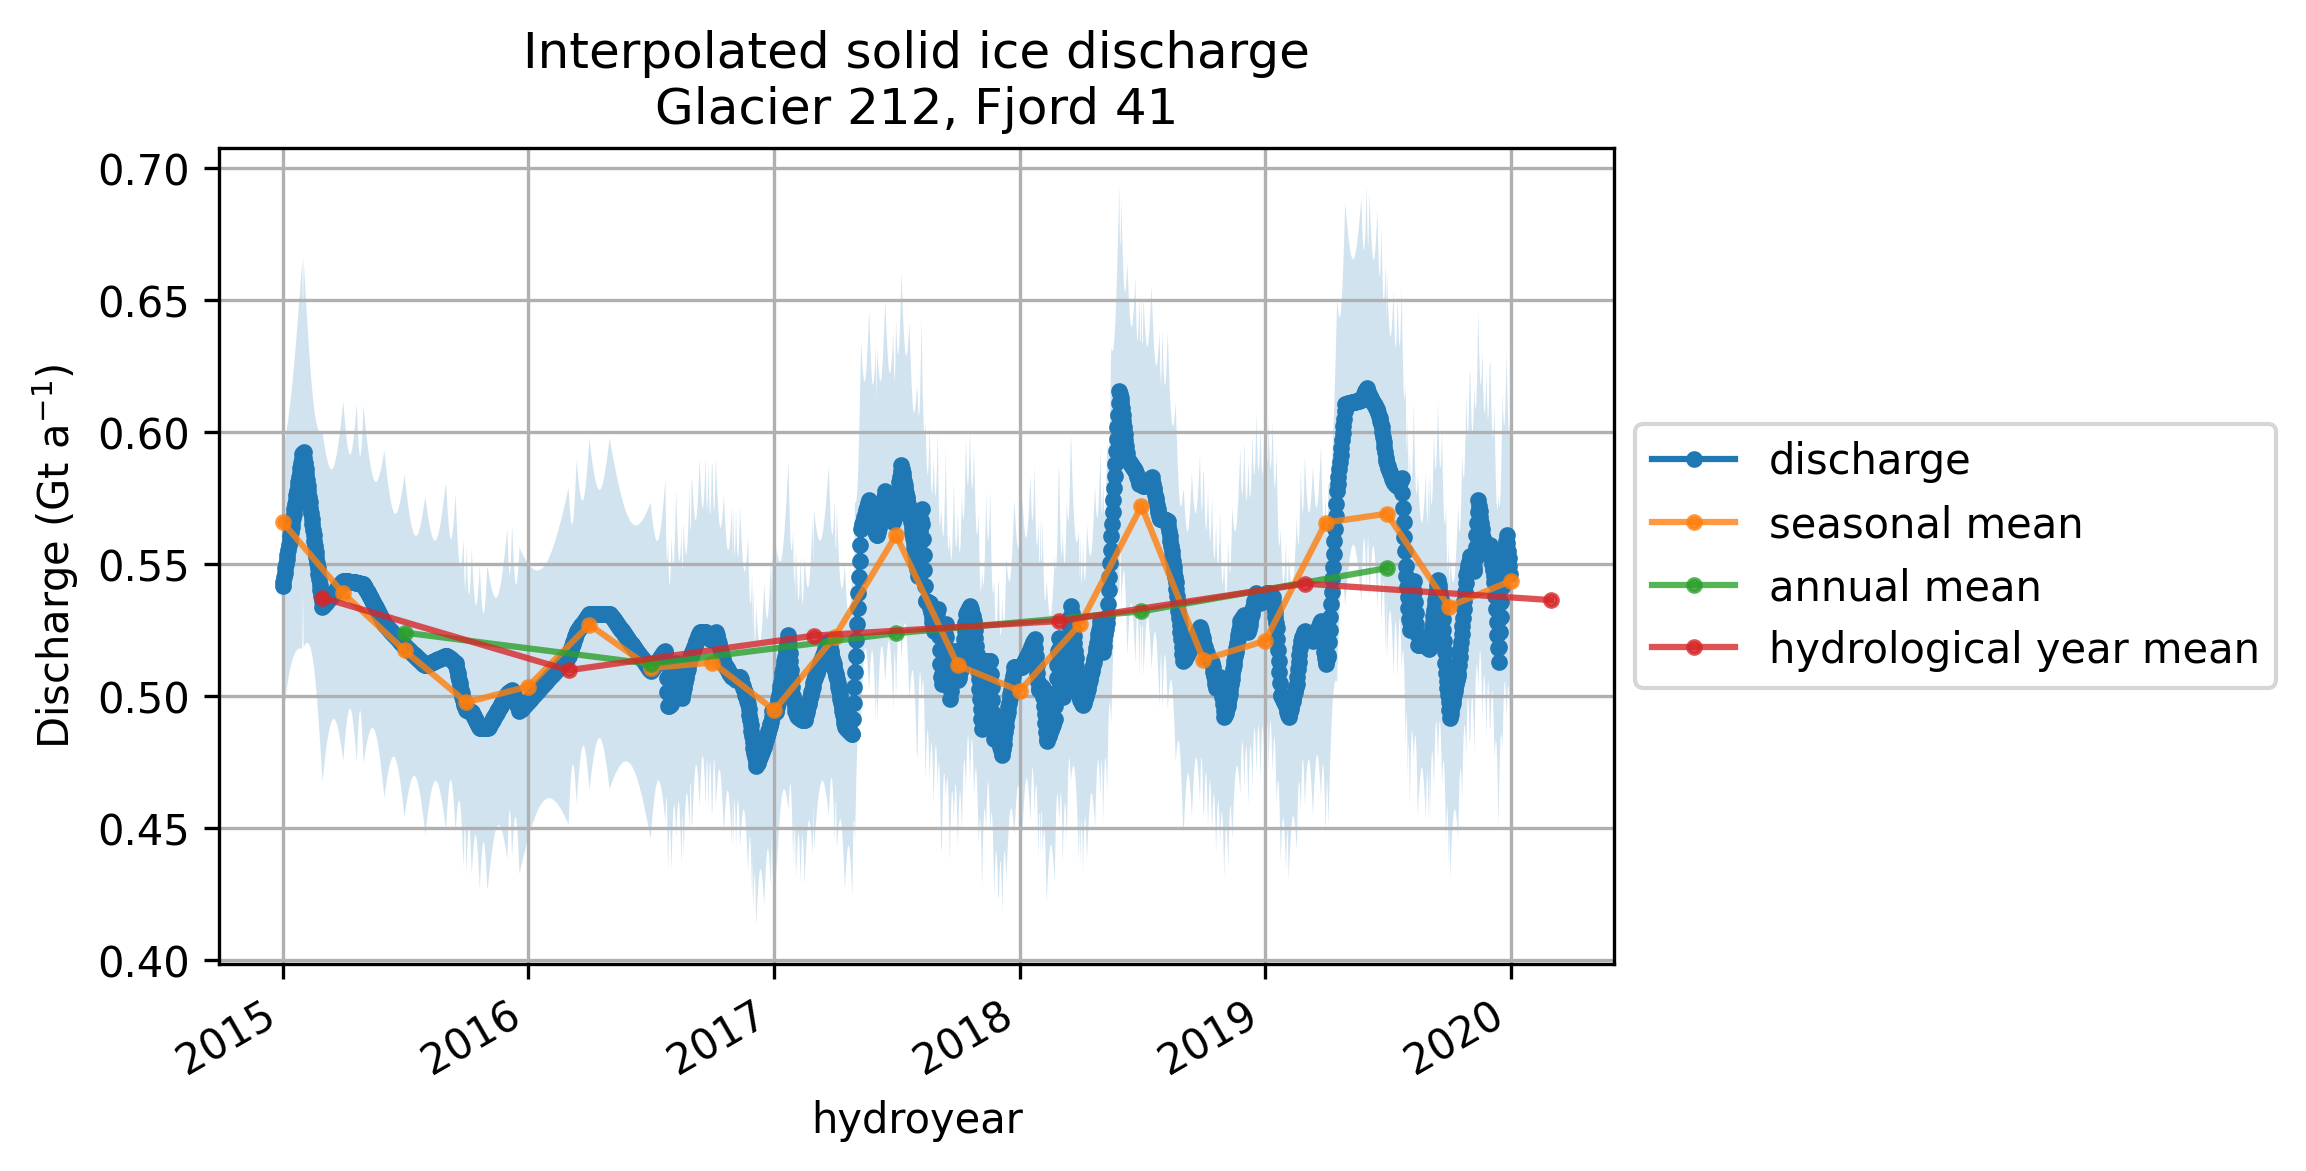 Interpolated solid ice discharge
Glacier 212, Fjord 41
Discharge (Gt a⁻¹)
0.70
0.65
0.60
0.55
0.50
0.45
0.40
2015
2016
2017
2018
2019
2020
hydroyear
discharge
seasonal mean
annual mean
hydrological year mean